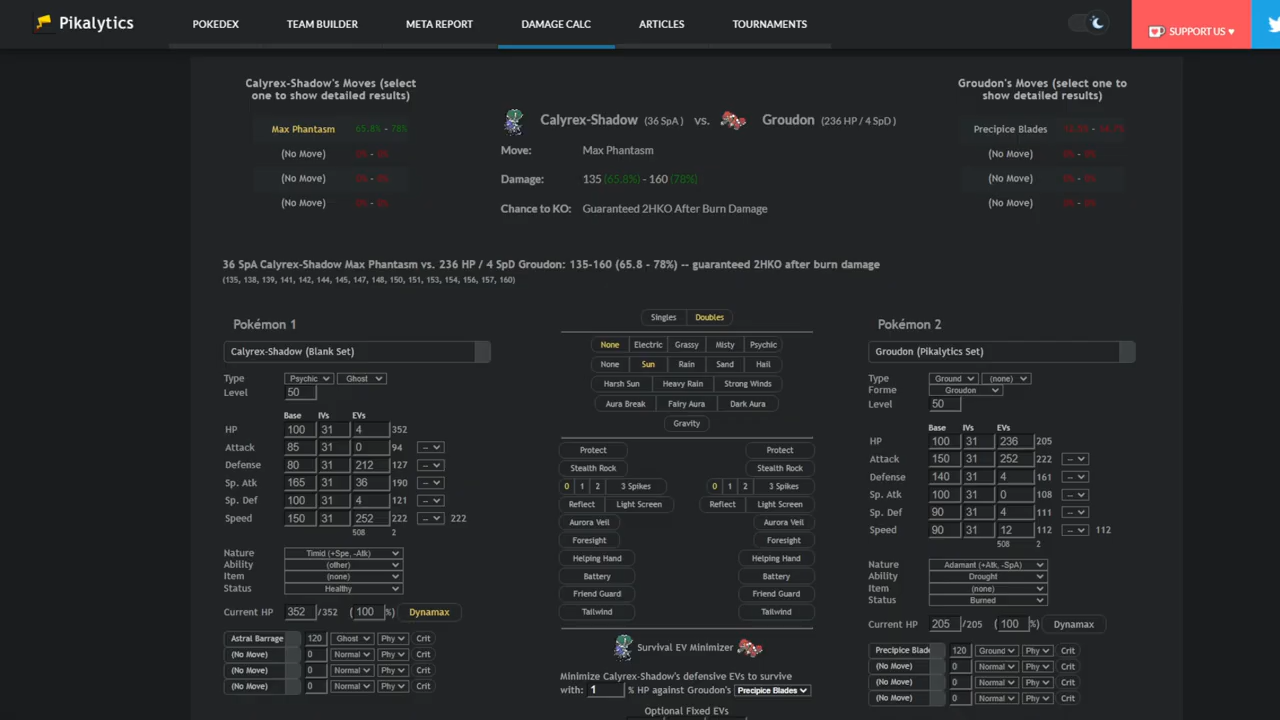 Pikalytics
POKEDEX
TEAM BUILDER
META REPORT
DAMAGE CALC
ARTICLES
TOURNAMENTS
SUPPORT US ♥
Calyrex-Shadow's Moves (select
one to show detailed results)
Max Phantasm 65.8% - 78%
(No Move) 0% - 0%
(No Move) 0% - 0%
(No Move) 0% - 0%
Calyrex-Shadow (36 SpA) VS. Groudon (236 HP / 4 SpD)
Move: Max Phantasm
Damage: 135 (65.8%) - 160 (78%)
Chance to KO: Guaranteed 2HKO After Burn Damage
Groudon's Moves (select one to
show detailed results)
Precipice Blades
(No Move) 0% - 0%
(No Move) 0% - 0%
(No Move) 0% - 0%
36 SpA Calyrex-Shadow Max Phantasm vs. 236 HP / 4 SpD Groudon: 135-160 (65.8 - 78%) -- guaranteed 2HKO after burn damage
(135, 138, 139, 141, 142, 144, 145, 147, 148, 150, 151, 153, 154, 156, 157, 160)
Pokémon 1
Calyrex-Shadow (Blank Set)
Type Psychic Ghost
Level 50
Base IVs EVs
HP 100 31 4 352
Attack 85 31 0 94 --
Defense 80 31 212 127 --
Sp. Atk 165 31 36 190 --
Sp. Def 100 31 4 121 --
Speed 150 31 252 222 -- 222
508 2
Nature Timid (+Spe, -Atk)
Ability (other)
Item (none)
Status Healthy
Current HP 352 /352 ( 100 %) Dynamax
Astral Barrage 120 Ghost Phy Crit
(No Move) 0 Normal Phy Crit
(No Move) 0 Normal Phy Crit
(No Move) 0 Normal Phy Crit
Singles Doubles
None Electric Grassy Misty Psychic
None Sun Rain Sand Hail
Harsh Sun Heavy Rain Strong Winds
Aura Break Fairy Aura Dark Aura
Gravity
Protect Protect
Stealth Rock Stealth Rock
0 1 2 3 Spikes 0 1 2 3 Spikes
Reflect Light Screen Reflect Light Screen
Aurora Veil Aurora Veil
Foresight Foresight
Helping Hand Helping Hand
Battery Battery
Friend Guard Friend Guard
Tailwind Tailwind
Survival EV Minimizer
Minimize Calyrex-Shadow's defensive EVs to survive
with: 1 % HP against Groudon's Precipice Blades
Optional Fixed EVs
Pokémon 2
Groudon (Pikalytics Set)
Type Ground (none)
Forme Groudon
Level 50
Base IVs EVs
HP 100 31 236 205
Attack 150 31 252 222 --
Defense 140 31 4 161 --
Sp. Atk 100 31 0 108 --
Sp. Def 90 31 4 111 --
Speed 90 31 12 112 -- 112
508 2
Nature Adamant (+Atk, -SpA)
Ability Drought
Item (none)
Status Burned
Current HP 205 /205 ( 100 %) Dynamax
Precipice Blade 120 Ground Phy Crit
(No Move) 0 Normal Phy Crit
(No Move) 0 Normal Phy Crit
(No Move) 0 Normal Phy Crit